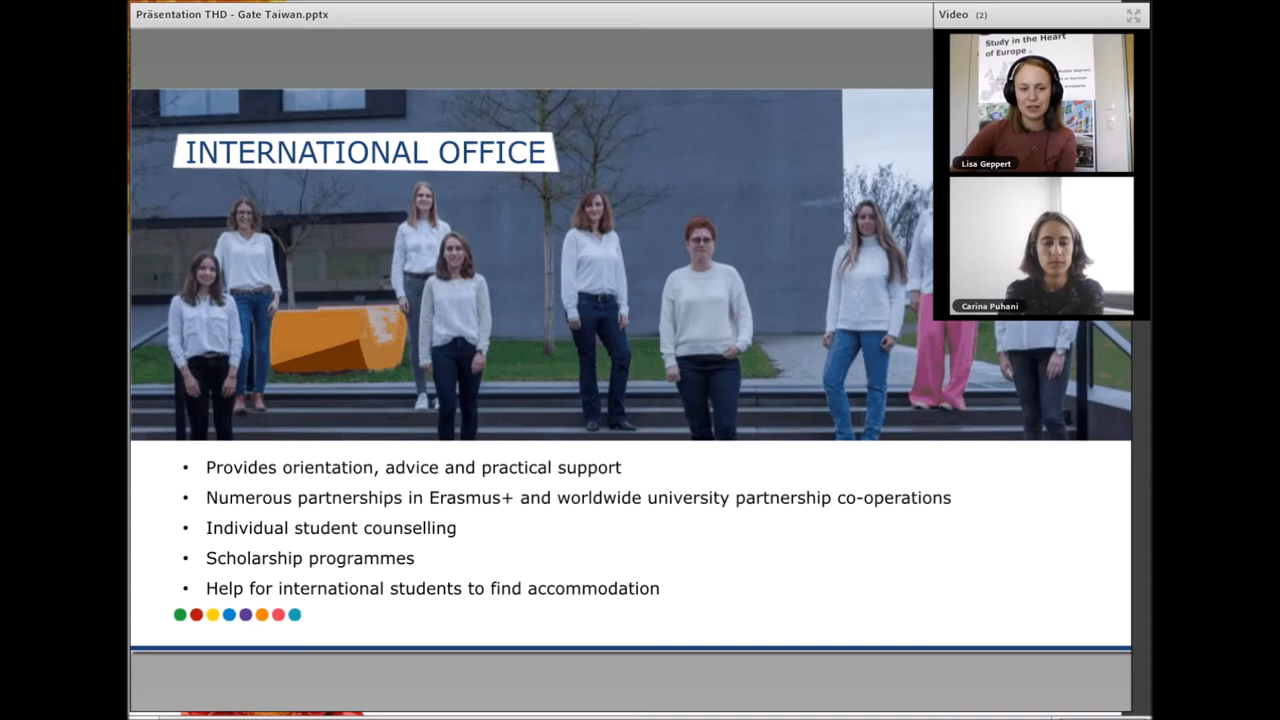 Präsentation THD - Gate Taiwan.pptx
Video (2)
Study in the Heart
of Europe .
Lisa Geppert
INTERNATIONAL OFFICE
Carina Puhani
• Provides orientation, advice and practical support
• Numerous partnerships in Erasmus+ and worldwide university partnership co-operations
• Individual student counselling
• Scholarship programmes
• Help for international students to find accommodation